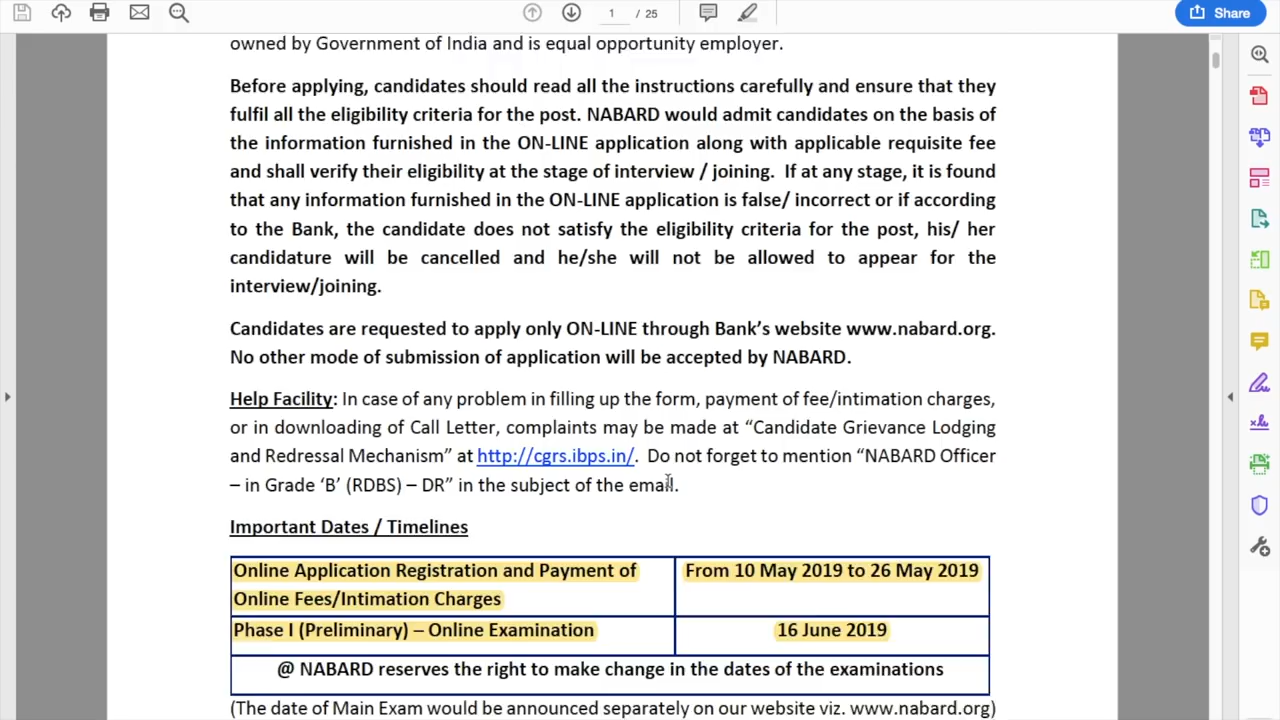 1 / 25
Share
owned by Government of India and is equal opportunity employer.
Before applying, candidates should read all the instructions carefully and ensure that they
fulfil all the eligibility criteria for the post. NABARD would admit candidates on the basis of
the information furnished in the ON-LINE application along with applicable requisite fee
and shall verify their eligibility at the stage of interview / joining. If at any stage, it is found
that any information furnished in the ON-LINE application is false/ incorrect or if according
to the Bank, the candidate does not satisfy the eligibility criteria for the post, his/ her
candidature will be cancelled and he/she will not be allowed to appear for the
interview/joining.
Candidates are requested to apply only ON-LINE through Bank’s website www.nabard.org.
No other mode of submission of application will be accepted by NABARD.
Help Facility: In case of any problem in filling up the form, payment of fee/intimation charges,
or in downloading of Call Letter, complaints may be made at “Candidate Grievance Lodging
and Redressal Mechanism” at http://cgrs.ibps.in/. Do not forget to mention “NABARD Officer
– in Grade ‘B’ (RDBS) – DR” in the subject of the email.
Important Dates / Timelines
Online Application Registration and Payment of From 10 May 2019 to 26 May 2019
Online Fees/Intimation Charges
Phase I (Preliminary) – Online Examination 16 June 2019
@ NABARD reserves the right to make change in the dates of the examinations
(The date of Main Exam would be announced separately on our website viz. www.nabard.org)